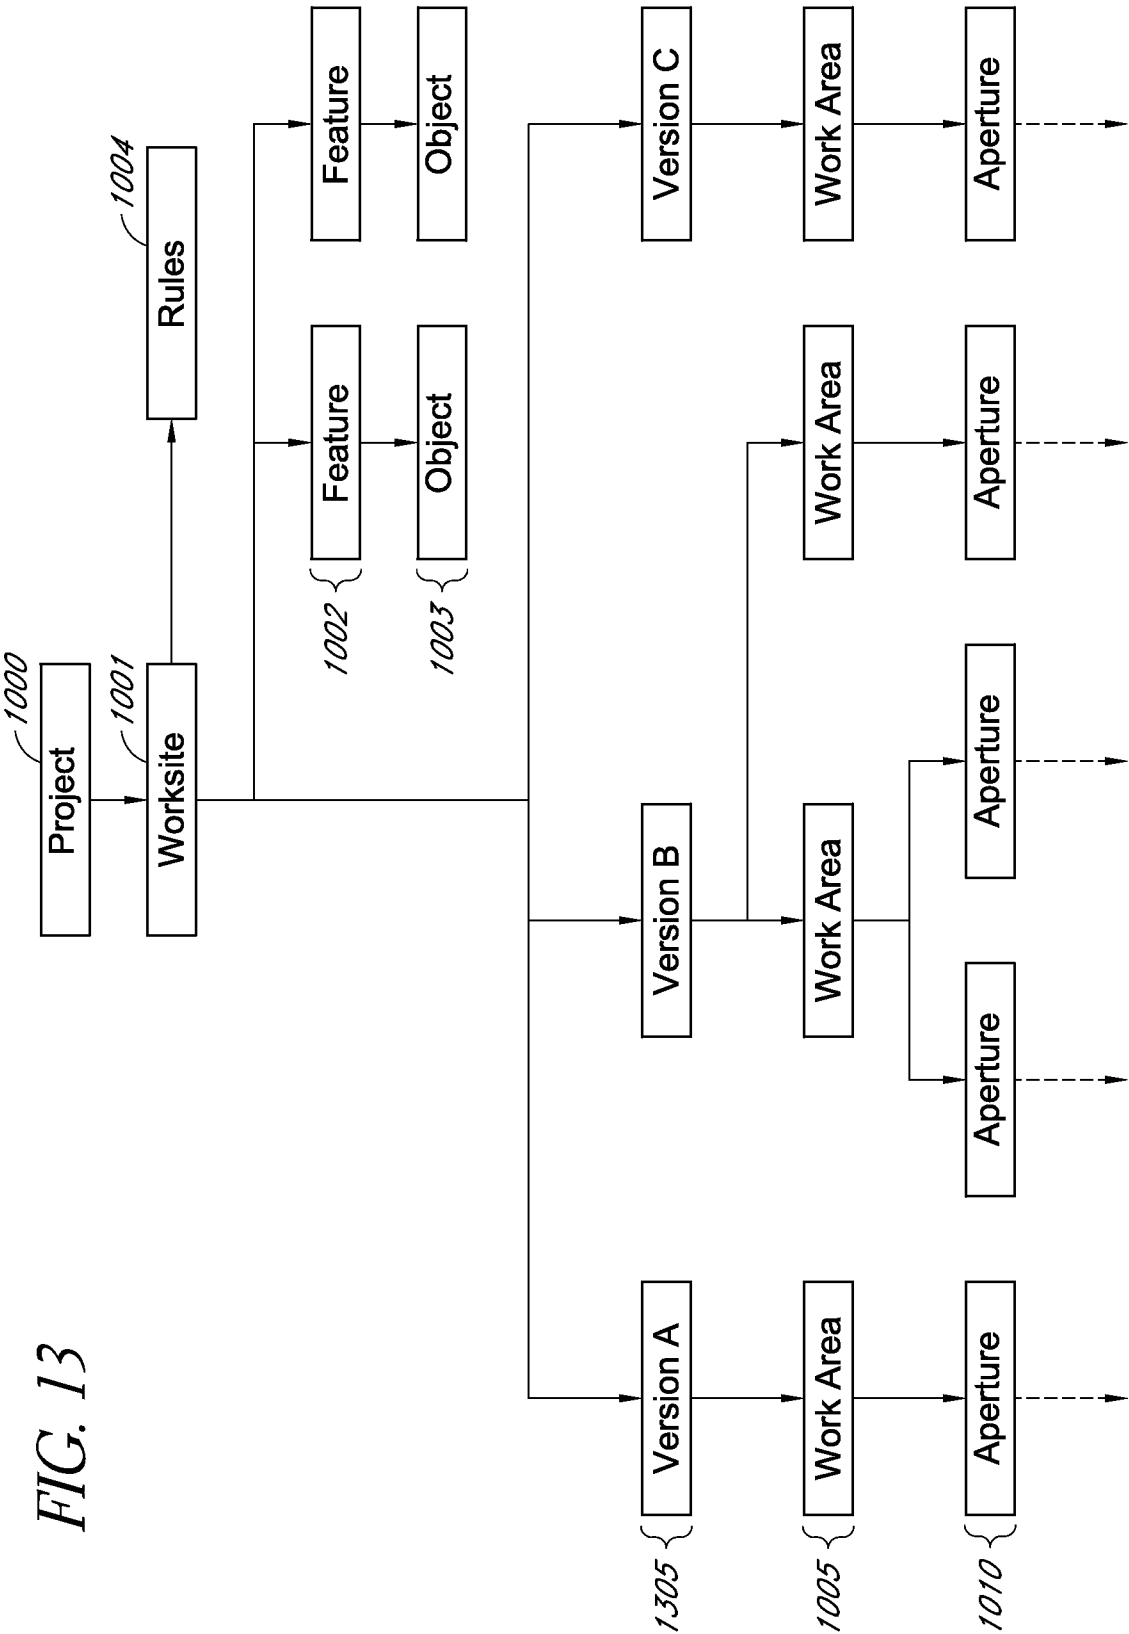 FIG. 13
1000
Project
1001
Worksite
1004
Rules
1002
Feature
Feature
1003
Object
Object
1305
Version A
Version B
Version C
1005
Work Area
Work Area
Work Area
Work Area
1010
Aperture
Aperture
Aperture
Aperture
Aperture